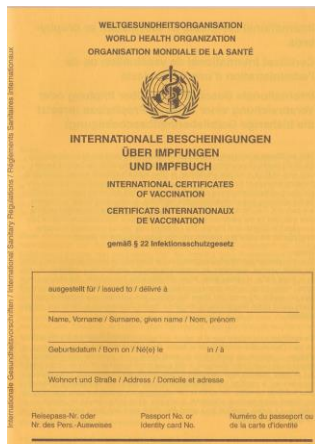 WELTGESUNDHEITSORGANISATION
WORLD HEALTH ORGANIZATION
ORGANISATION MONDIALE DE LA SANTÉ
INTERNATIONALE BESCHEINIGUNGEN
ÜBER IMPFUNGEN
UND IMPFBUCH
INTERNATIONAL CERTIFICATES
OF VACCINATION
CERTIFICATS INTERNATIONAUX
DE VACCINATION
gemäß § 22 Infektionsschutzgesetz
ausgestellt für / issued to / délivré à
Name, Vorname / Surname, given name / Nom, prénom
Geburtsdatum / Born on / Né(e) le in / à
Wohnort und Straße / Address / Domicile et adresse
Reisepass-Nr. oder Passport No. or Numéro du passeport ou
Nr. des Pers.-Ausweises Identity card No. de la carte d'identité
Internationale Gesundheitsvorschriften / International Sanitary Regulations / Règlements Sanitaires Internationaux